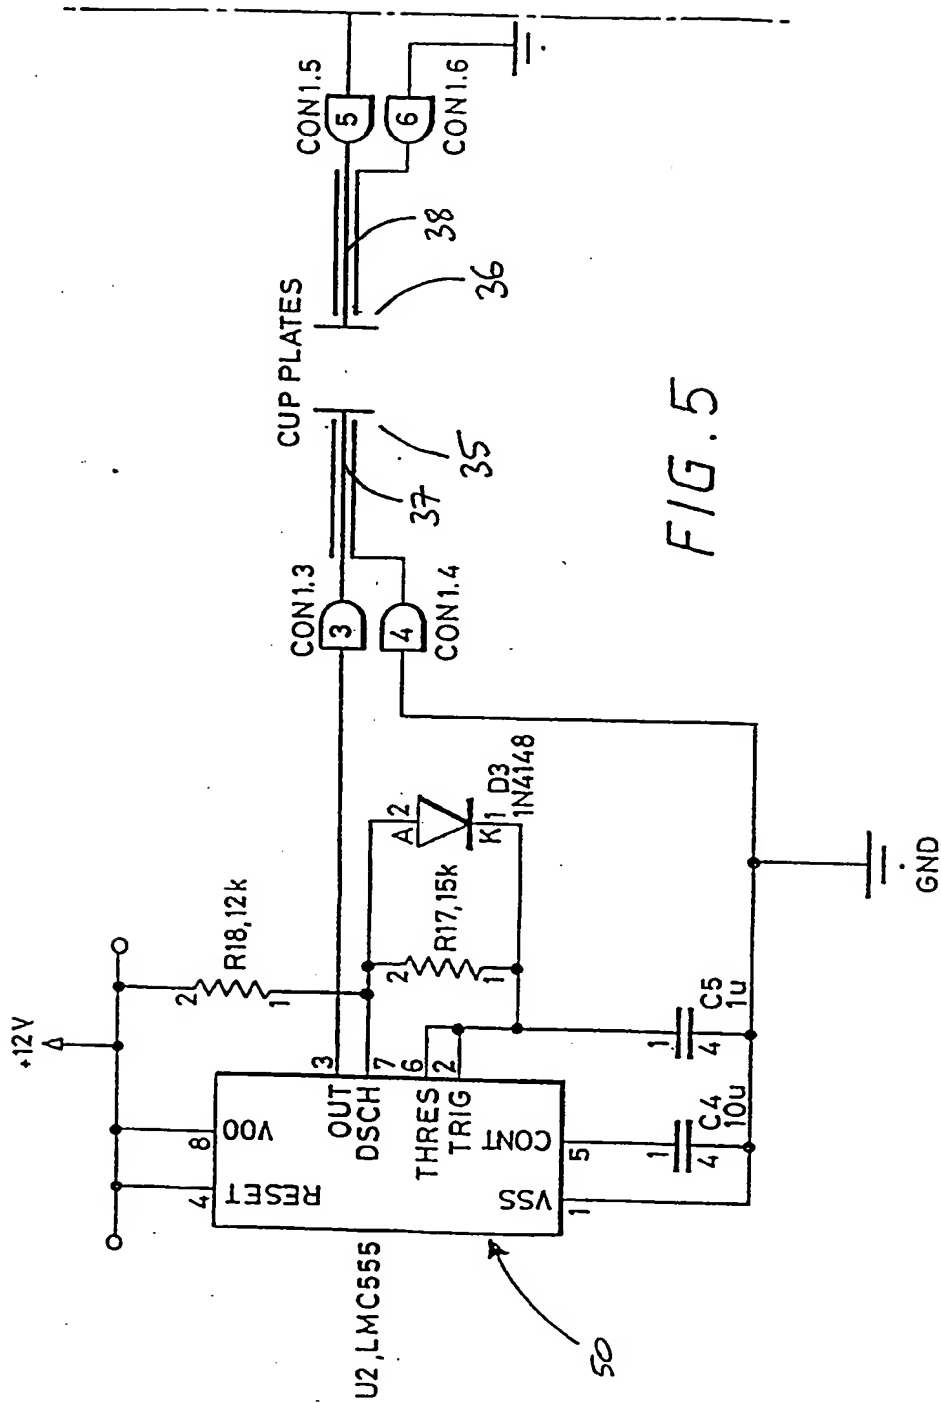 +12V
R18,12k
2
1
U2,LMC555
4
RESET
8
VDD
OUT
3
DSCH
7
THRES
6
TRIG
2
CONT
5
VSS
1
50
R17,15k
2
1
A
2
K
1
D3
1N4148
1
4
C4
10u
1
4
C5
1u
GND
CON1.3
3
4
CON1.4
37
35
CUP PLATES
36
38
CON1.5
5
6
CON1.6
FIG. 5